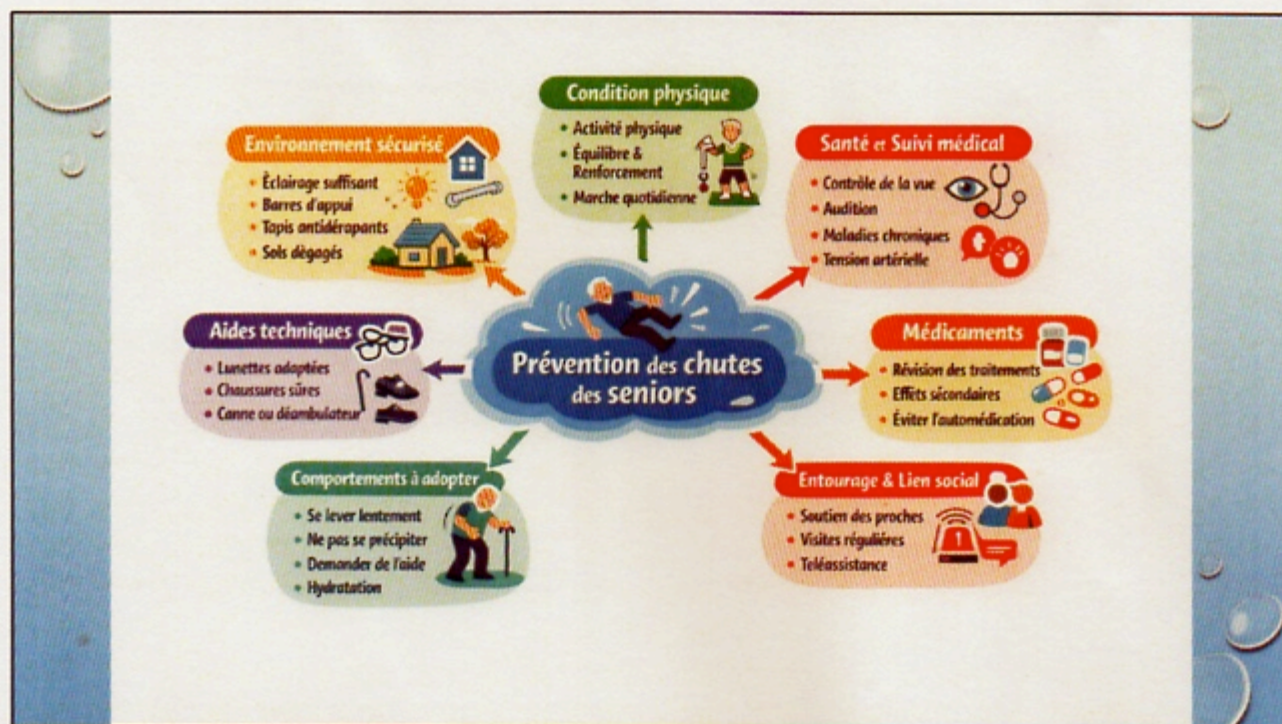 Condition physique
• Activité physique
• Équilibre &
Renforcement
• Marche quotidienne
Environnement sécurisé
• Éclairage suffisant
• Barres d'appui
• Tapis antidérapants
• Sols dégagés
Santé et Suivi médical
• Contrôle de la vue
• Audition
• Maladies chroniques
• Tension artérielle
Aides techniques
• Lunettes adaptées
• Chaussures sûres
• Canne ou déambulateur
Prévention des chutes
des seniors
Médicaments
• Révision des traitements
• Effets sécondaires
• Éviter l'automédication
Comportements à adopter
• Se lever lentement
• Ne pas se précipiter
• Demander de l'aide
• Hydratation
Entourage & Lien social
• Soutien des proches
• Visites régulières
• Teléassistance